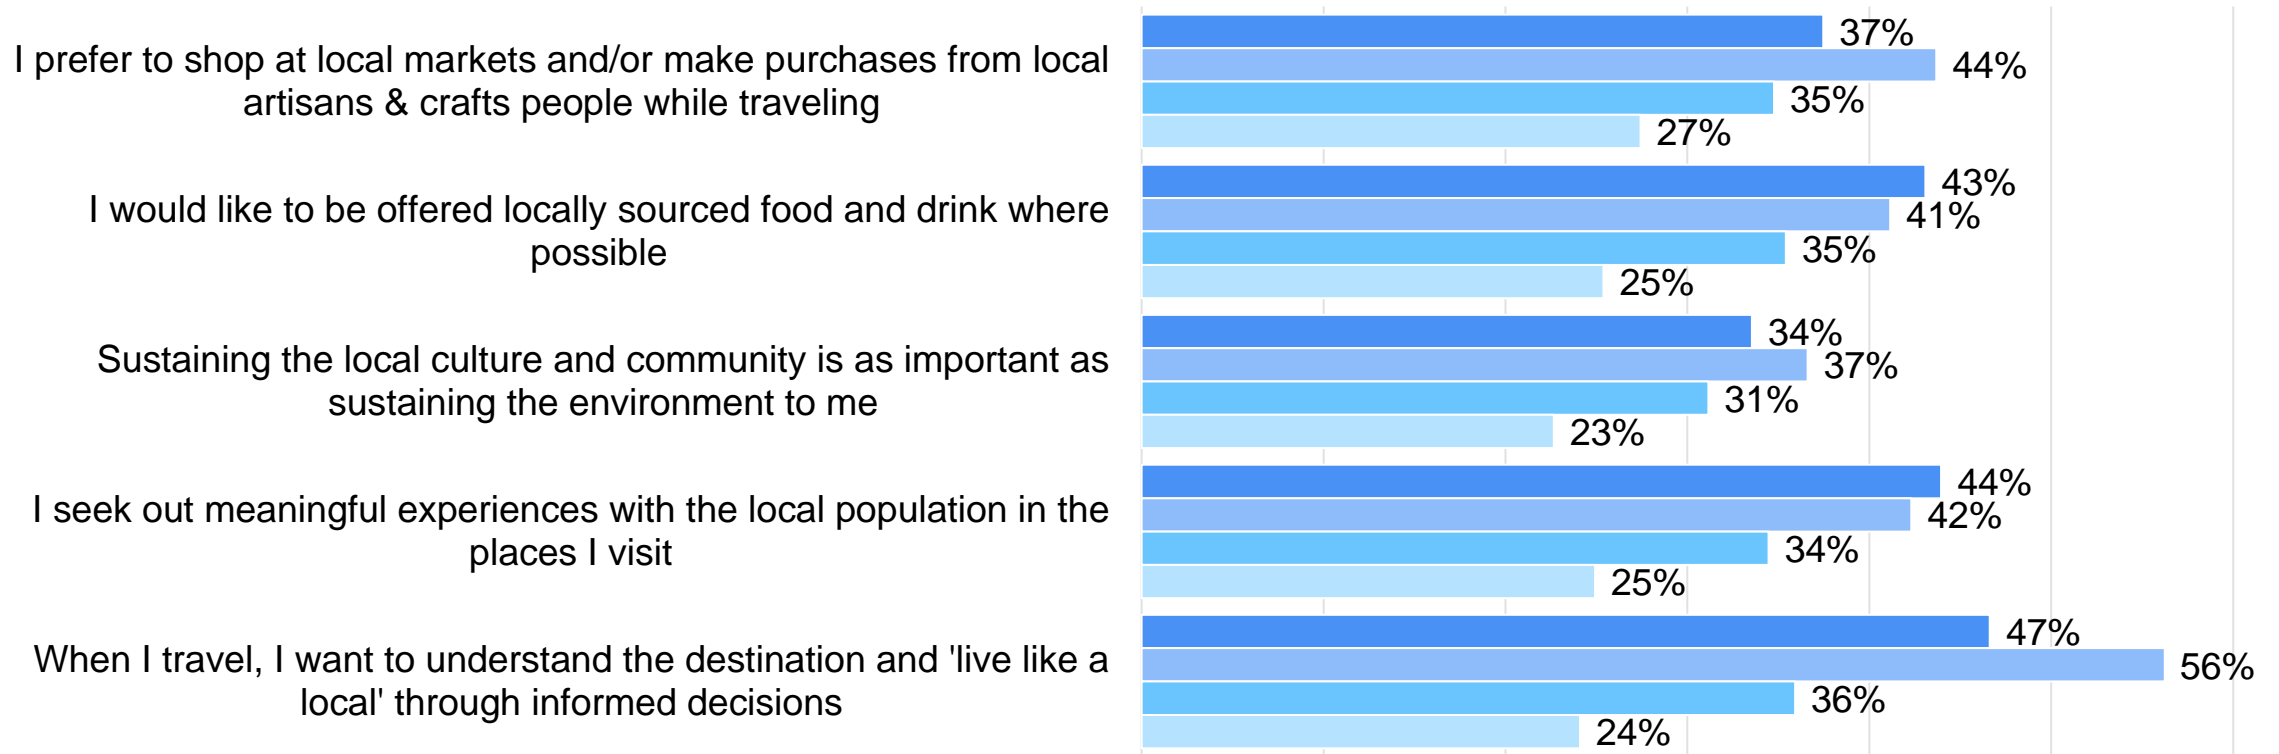 I prefer to shop at local markets and/or make purchases from local
artisans & crafts people while traveling
37%
44%
35%
27%
I would like to be offered locally sourced food and drink where
possible
43%
41%
35%
25%
Sustaining the local culture and community is as important as
sustaining the environment to me
34%
37%
31%
23%
I seek out meaningful experiences with the local population in the
places I visit
44%
42%
34%
25%
When I travel, I want to understand the destination and 'live like a
local' through informed decisions
47%
56%
36%
24%